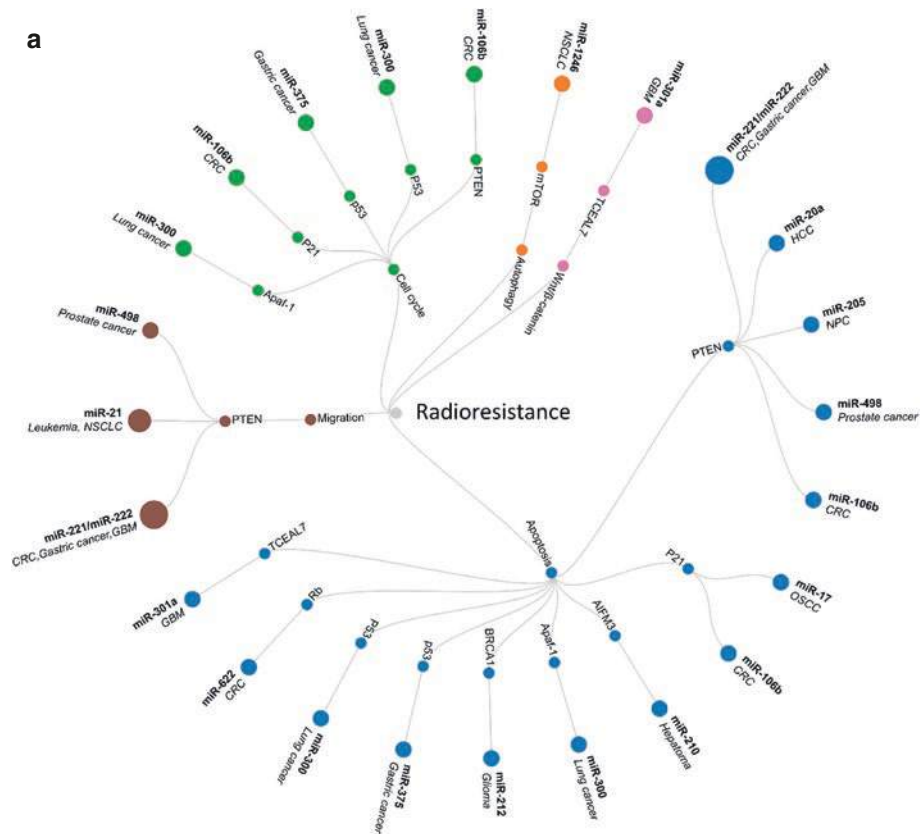 a
miR-106b
CRC
PTEN
miR-300
Lung cancer
P53
miR-375
Gastric cancer
p53
miR-106b
CRC
P21
miR-300
Lung cancer
Apaf-1
Cell cycle
miR-1246
NSCLC
mTOR
Autophagy
miR-301a
GBM
TCEAL7
Wnt/β-catenin
miR-221/miR-222
CRC,Gastric cancer,GBM
miR-20a
HCC
miR-205
NPC
PTEN
miR-498
Prostate cancer
miR-106b
CRC
miR-498
Prostate cancer
miR-21
Leukemia, NSCLC
PTEN
Migration
Radioresistance
miR-221/miR-222
CRC,Gastric cancer,GBM
Apoptosis
TCEAL7
miR-301a
GBM
Rb
miR-622
CRC
P53
miR-300
Lung cancer
p53
miR-375
Gastric cancer
BRCA1
miR-212
Glioma
Apaf-1
miR-300
Lung cancer
AIFM3
miR-210
Hepatoma
P21
miR-17
OSCC
miR-106b
CRC